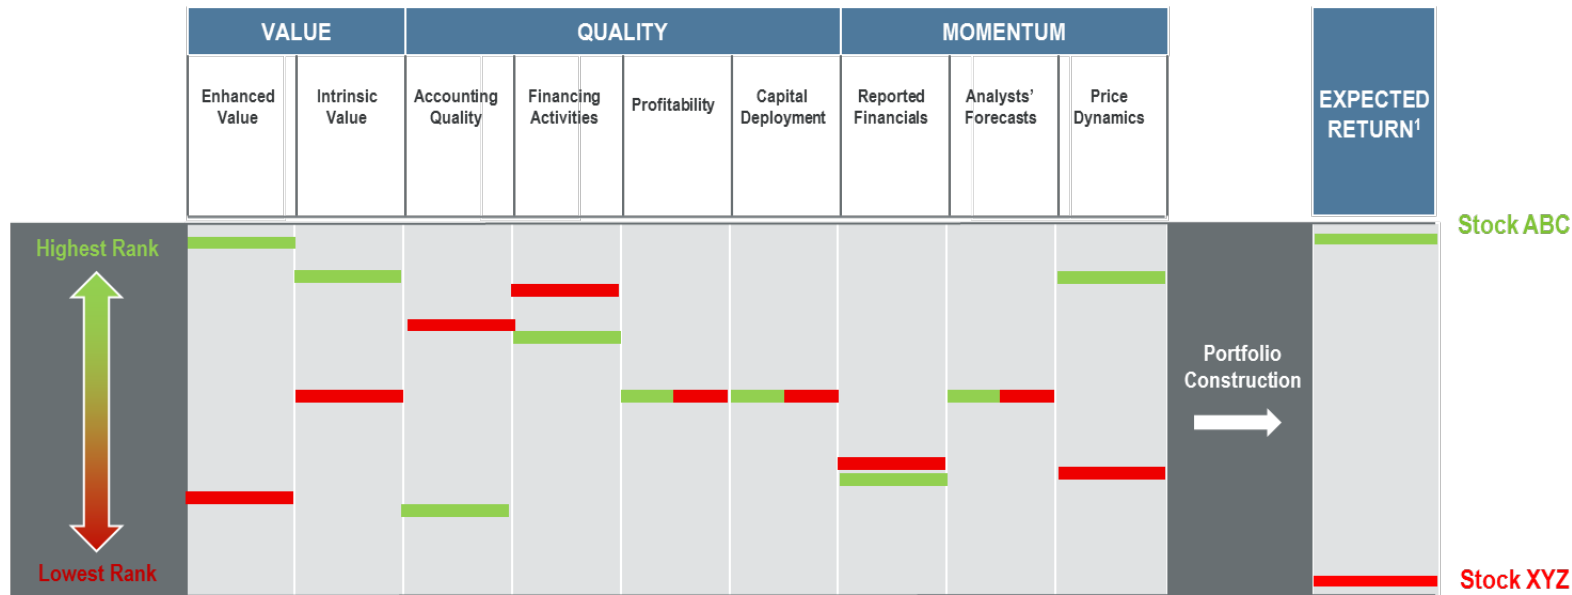 VALUE
QUALITY
MOMENTUM
Enhanced
Value
Intrinsic
Value
Accounting
Quality
Financing
Activities
Profitability
Capital
Deployment
Reported
Financials
Analysts’
Forecasts
Price
Dynamics
EXPECTED
RETURN¹
Stock ABC
Highest Rank
Portfolio
Construction
Lowest Rank
Stock XYZ